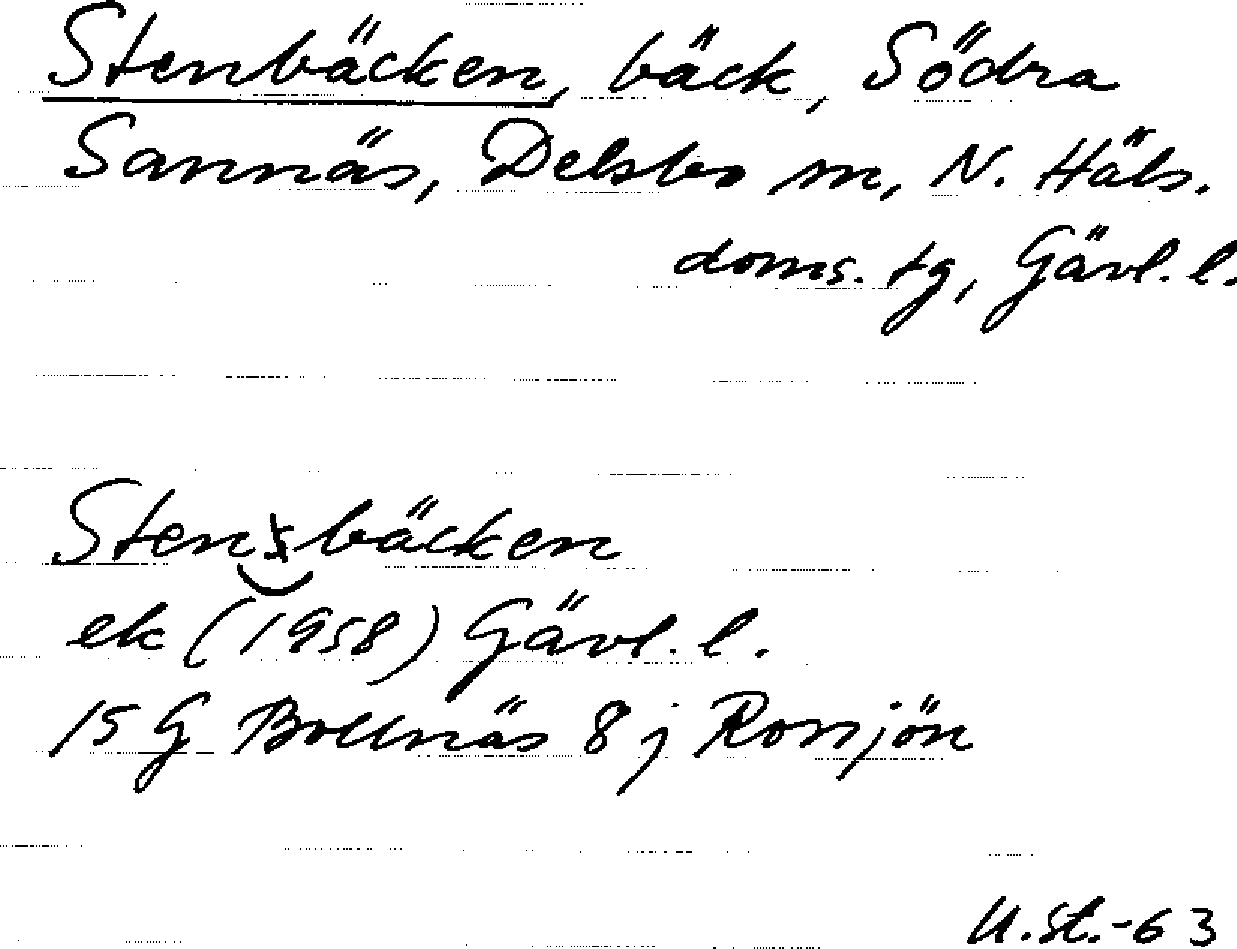 Stenbäcken, bäck, Södra
Sannäs, Delsbo sn, N. Häls.
doms. tg, Gävl. l.
Stensbäcken
ek (1958) Gävl. l.
15 G Bollnäs 8 j Rossjön
U. St. -63